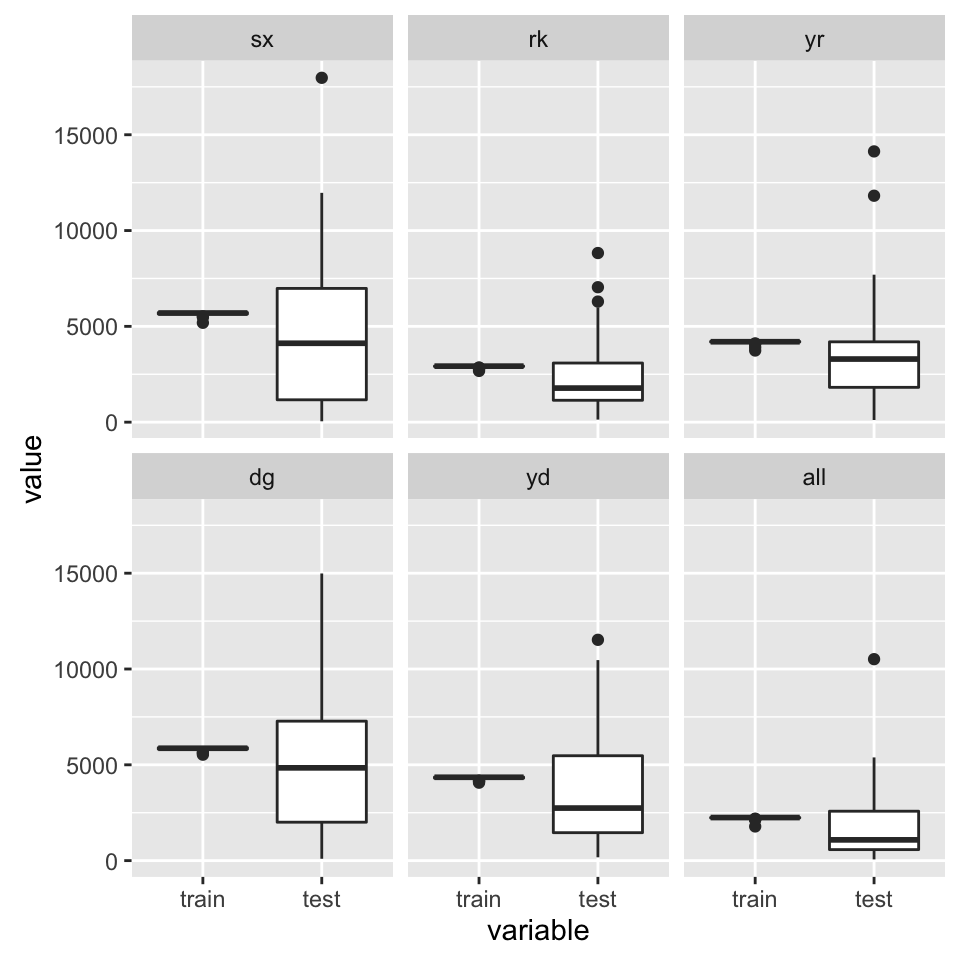 sx rk yr
15000
10000
5000
0
value
dg yd all
15000
10000
5000
0
train test train test train test
variable